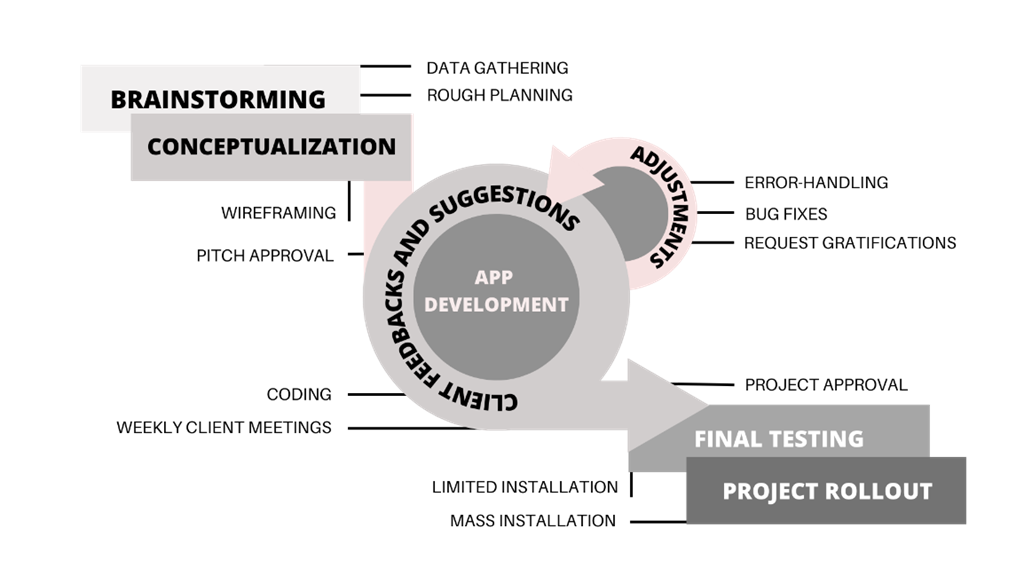 DATA GATHERING
BRAINSTORMING
ROUGH PLANNING
CONCEPTUALIZATION
WIREFRAMING
PITCH APPROVAL
CLIENT FEEDBACKS AND SUGGESTIONS
APP
DEVELOPMENT
ADJUSTMENTS
ERROR-HANDLING
BUG FIXES
REQUEST GRATIFICATIONS
CODING
WEEKLY CLIENT MEETINGS
PROJECT APPROVAL
FINAL TESTING
LIMITED INSTALLATION
PROJECT ROLLOUT
MASS INSTALLATION